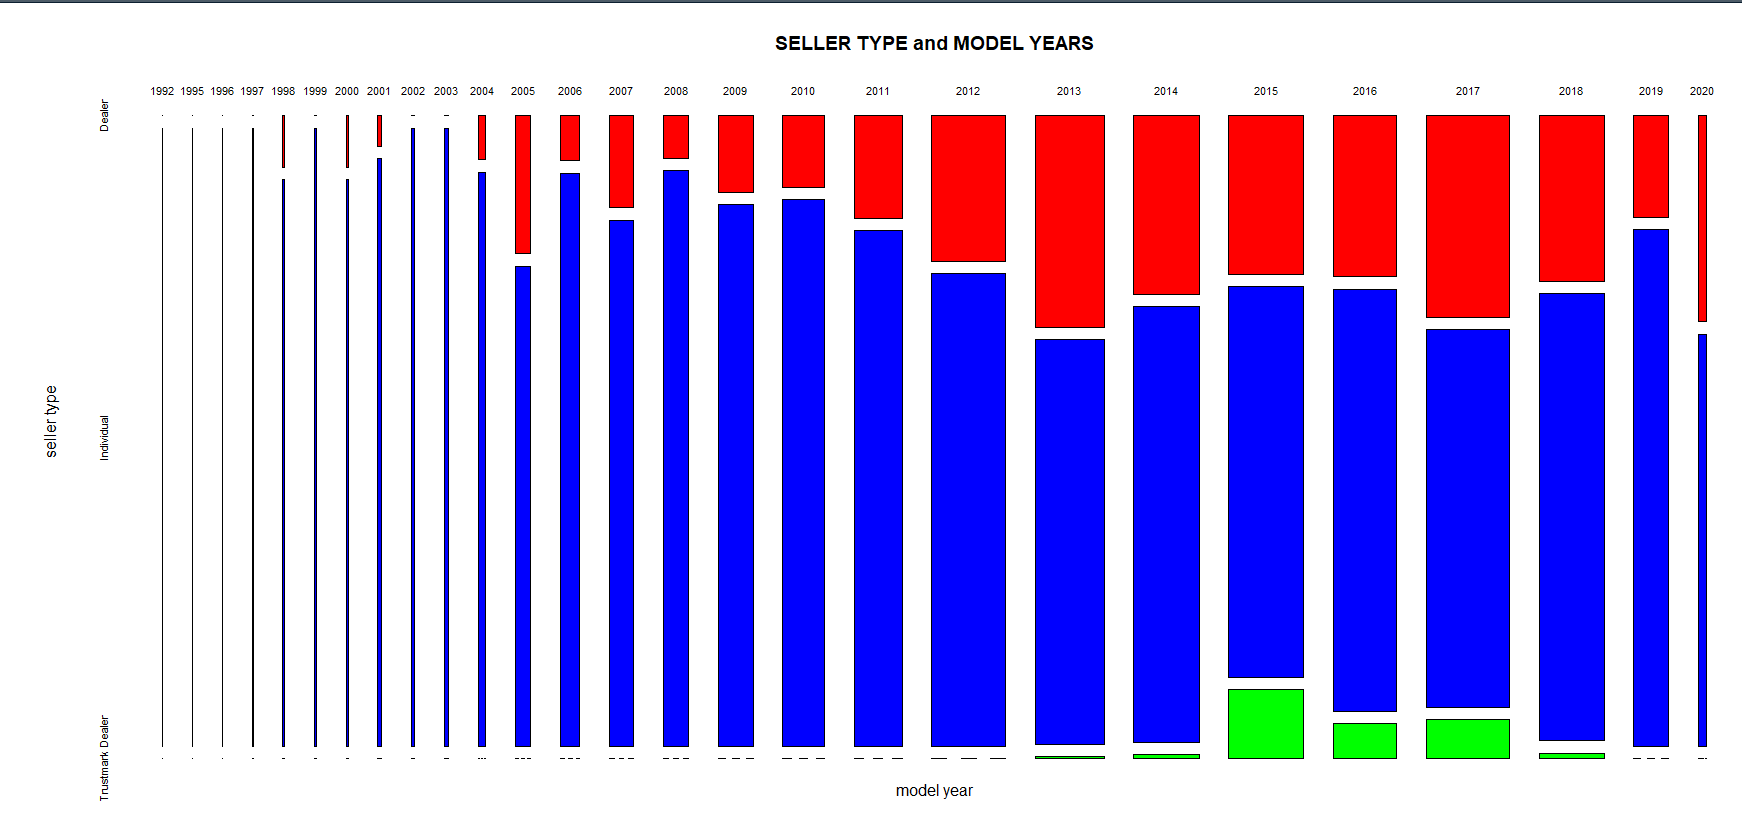 SELLER TYPE and MODEL YEARS
1992 1995 1996 1997 1998 1999 2000 2001 2002 2003 2004 2005 2006 2007 2008 2009 2010 2011 2012 2013 2014 2015 2016 2017 2018 2019 2020
Dealer
Individual
Trustmark Dealer
seller type
model year